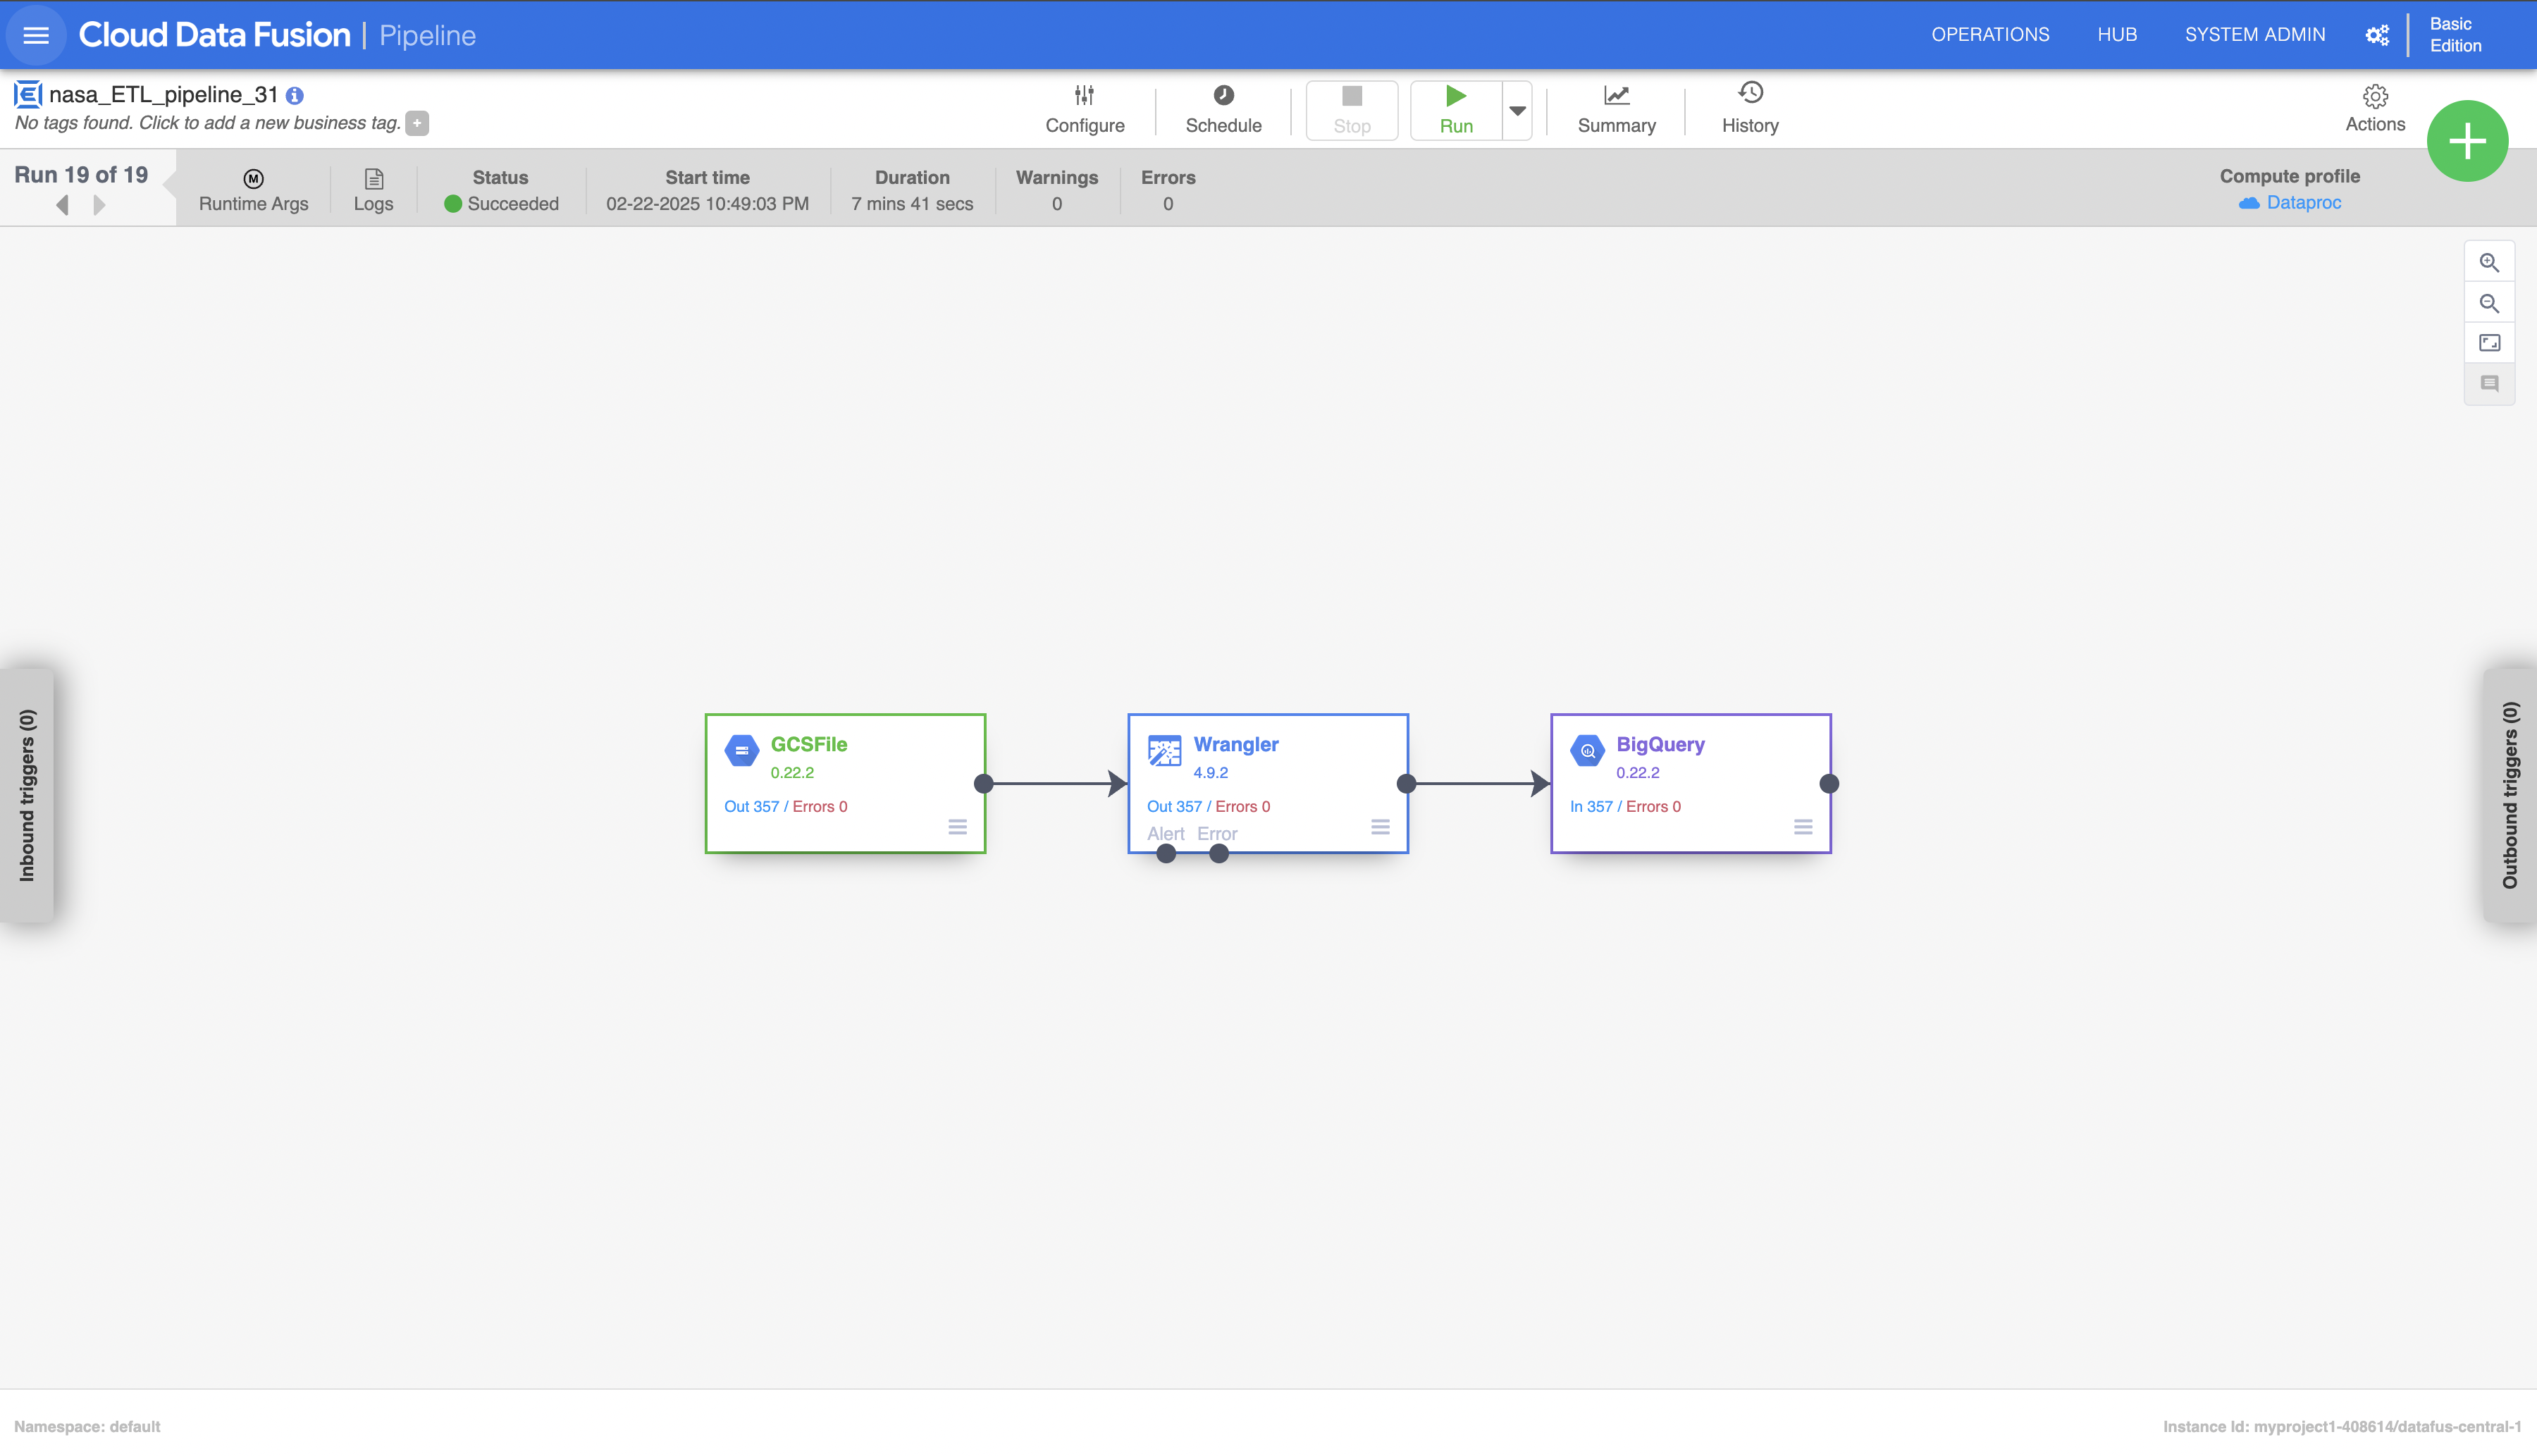 Cloud Data Fusion | Pipeline
OPERATIONS
HUB
SYSTEM ADMIN
Basic
Edition
nasa_ETL_pipeline_31
No tags found. Click to add a new business tag. +
Configure
Schedule
Stop
Run
Summary
History
Actions
Run 19 of 19
M
Runtime Args
Logs
Status
Succeeded
Start time
02-22-2025 10:49:03 PM
Duration
7 mins 41 secs
Warnings
0
Errors
0
Compute profile
Dataproc
Inbound triggers (0)
GCSFile
0.22.2
Out 357 / Errors 0
Wrangler
4.9.2
Out 357 / Errors 0
Alert Error
BigQuery
0.22.2
In 357 / Errors 0
Outbound triggers (0)
Namespace: default
Instance Id: myproject1-408614/datafus-central-1